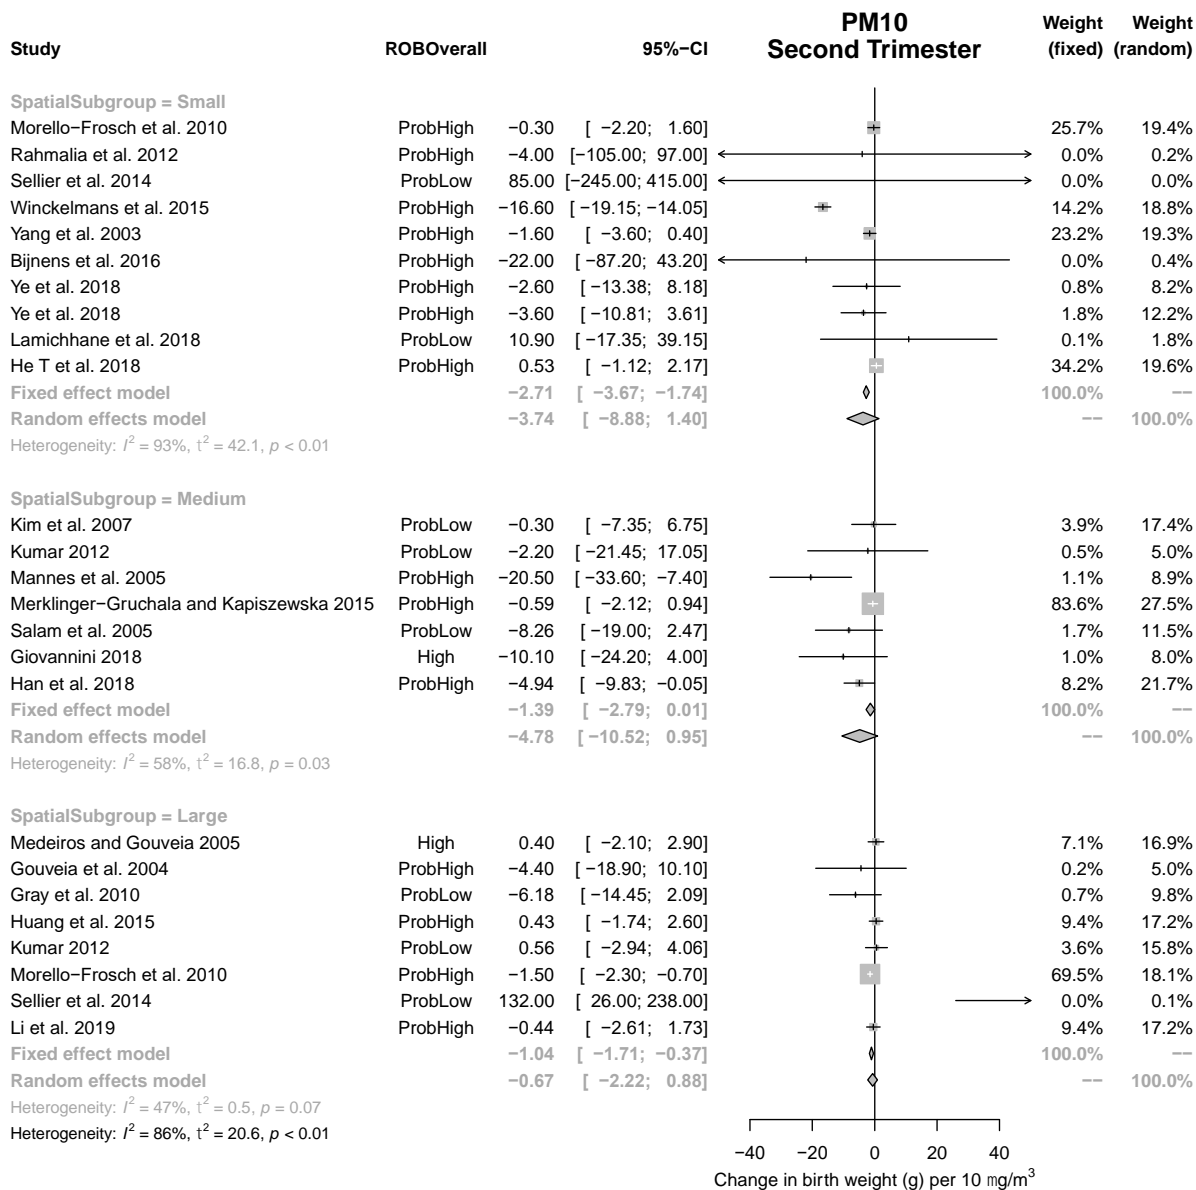 PM10 Weight Weight
Study ROBOverall 95%−CI Second Trimester (fixed) (random)
SpatialSubgroup = Small
Morello−Frosch et al. 2010 ProbHigh −0.30 [ −2.20; 1.60] 25.7% 19.4%
Rahmalia et al. 2012 ProbHigh −4.00 [−105.00; 97.00] 0.0% 0.2%
Sellier et al. 2014 ProbLow 85.00 [−245.00; 415.00] 0.0% 0.0%
Winckelmans et al. 2015 ProbHigh −16.60 [ −19.15; −14.05] 14.2% 18.8%
Yang et al. 2003 ProbHigh −1.60 [ −3.60; 0.40] 23.2% 19.3%
Bijnens et al. 2016 ProbHigh −22.00 [ −87.20; 43.20] 0.0% 0.4%
Ye et al. 2018 ProbHigh −2.60 [ −13.38; 8.18] 0.8% 8.2%
Ye et al. 2018 ProbHigh −3.60 [ −10.81; 3.61] 1.8% 12.2%
Lamichhane et al. 2018 ProbLow 10.90 [ −17.35; 39.15] 0.1% 1.8%
He T et al. 2018 ProbHigh 0.53 [ −1.12; 2.17] 34.2% 19.6%
Fixed effect model −2.71 [ −3.67; −1.74] 100.0% −−
Random effects model −3.74 [ −8.88; 1.40] −− 100.0%
Heterogeneity: I² = 93%, τ² = 42.1, p < 0.01
SpatialSubgroup = Medium
Kim et al. 2007 ProbLow −0.30 [ −7.35; 6.75] 3.9% 17.4%
Kumar 2012 ProbLow −2.20 [ −21.45; 17.05] 0.5% 5.0%
Mannes et al. 2005 ProbHigh −20.50 [ −33.60; −7.40] 1.1% 8.9%
Merklinger−Gruchala and Kapiszewska 2015 ProbHigh −0.59 [ −2.12; 0.94] 83.6% 27.5%
Salam et al. 2005 ProbLow −8.26 [ −19.00; 2.47] 1.7% 11.5%
Giovannini 2018 High −10.10 [ −24.20; 4.00] 1.0% 8.0%
Han et al. 2018 ProbHigh −4.94 [ −9.83; −0.05] 8.2% 21.7%
Fixed effect model −1.39 [ −2.79; 0.01] 100.0% −−
Random effects model −4.78 [ −10.52; 0.95] −− 100.0%
Heterogeneity: I² = 58%, τ² = 16.8, p = 0.03
SpatialSubgroup = Large
Medeiros and Gouveia 2005 High 0.40 [ −2.10; 2.90] 7.1% 16.9%
Gouveia et al. 2004 ProbHigh −4.40 [ −18.90; 10.10] 0.2% 5.0%
Gray et al. 2010 ProbLow −6.18 [ −14.45; 2.09] 0.7% 9.8%
Huang et al. 2015 ProbHigh 0.43 [ −1.74; 2.60] 9.4% 17.2%
Kumar 2012 ProbLow 0.56 [ −2.94; 4.06] 3.6% 15.8%
Morello−Frosch et al. 2010 ProbHigh −1.50 [ −2.30; −0.70] 69.5% 18.1%
Sellier et al. 2014 ProbLow 132.00 [ 26.00; 238.00] 0.0% 0.1%
Li et al. 2019 ProbHigh −0.44 [ −2.61; 1.73] 9.4% 17.2%
Fixed effect model −1.04 [ −1.71; −0.37] 100.0% −−
Random effects model −0.67 [ −2.22; 0.88] −− 100.0%
Heterogeneity: I² = 47%, τ² = 0.5, p = 0.07
Heterogeneity: I² = 86%, τ² = 20.6, p < 0.01
−40 −20 0 20 40
Change in birth weight (g) per 10 mg/m³